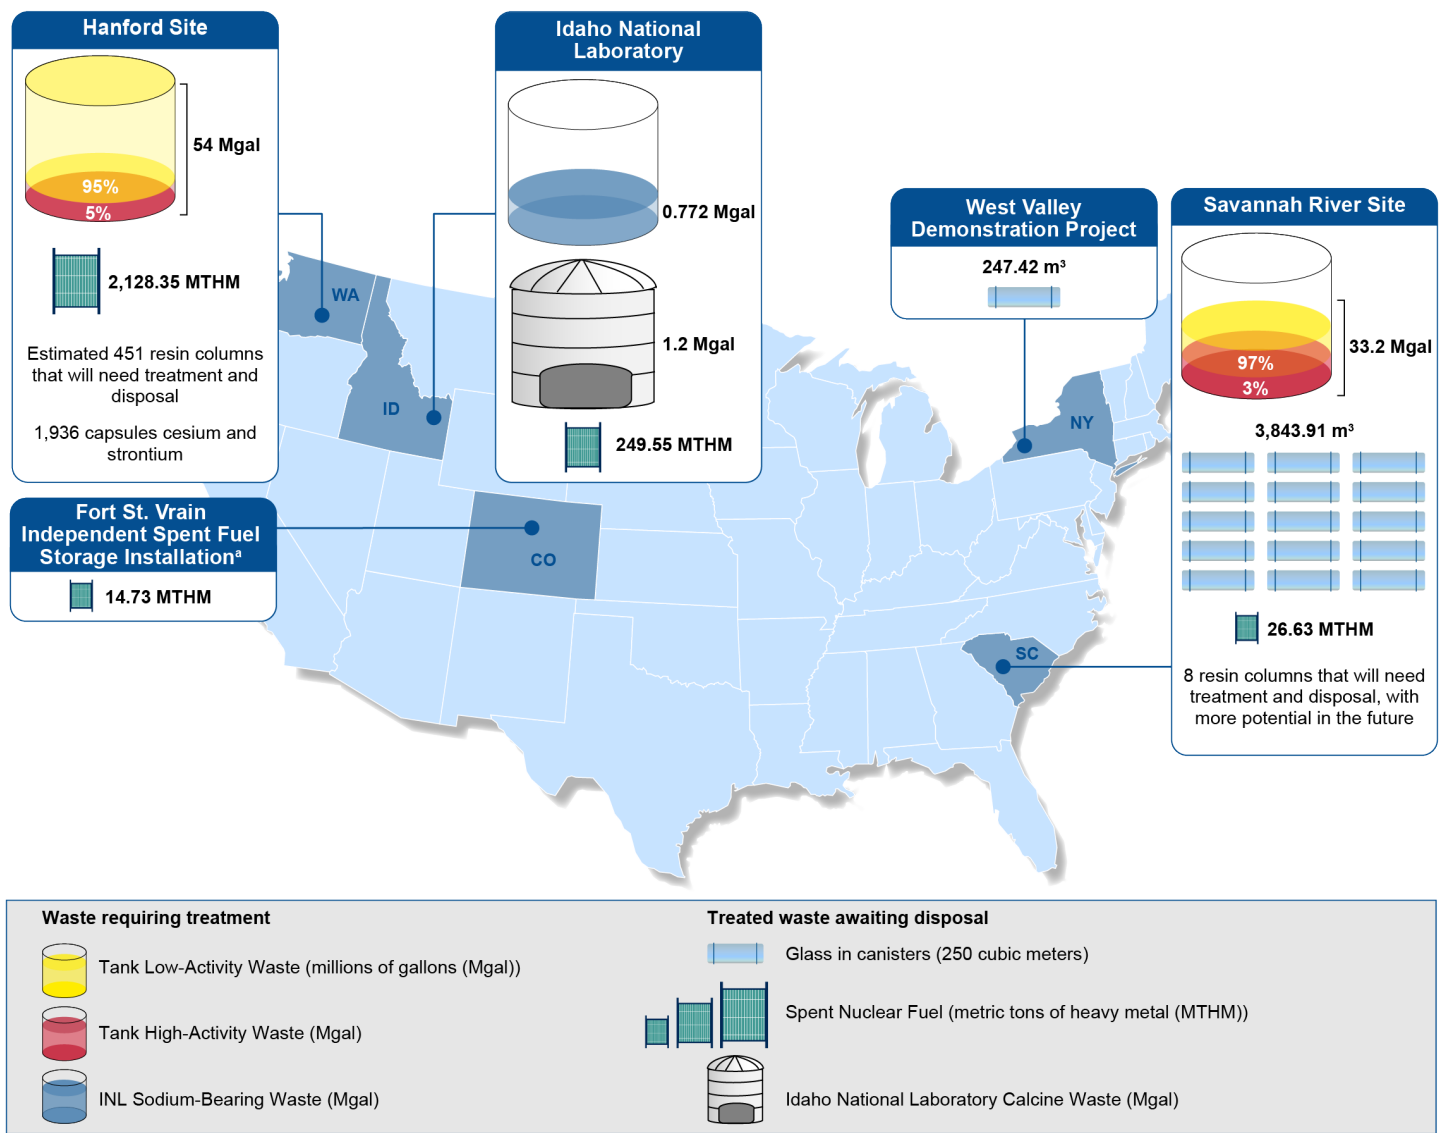 Hanford Site
54 Mgal
95%
5%
2,128.35 MTHM
Estimated 451 resin columns
that will need treatment and
disposal
1,936 capsules cesium and
strontium
Idaho National
Laboratory
0.772 Mgal
1.2 Mgal
249.55 MTHM
West Valley
Demonstration Project
247.42 m³
Savannah River Site
33.2 Mgal
97%
3%
3,843.91 m³
26.63 MTHM
8 resin columns that will need
treatment and disposal, with
more potential in the future
Fort St. Vrain
Independent Spent Fuel
Storage Installationᵃ
14.73 MTHM
WA
ID
CO
NY
SC
Waste requiring treatment
Tank Low-Activity Waste (millions of gallons (Mgal))
Tank High-Activity Waste (Mgal)
INL Sodium-Bearing Waste (Mgal)
Treated waste awaiting disposal
Glass in canisters (250 cubic meters)
Spent Nuclear Fuel (metric tons of heavy metal (MTHM))
Idaho National Laboratory Calcine Waste (Mgal)